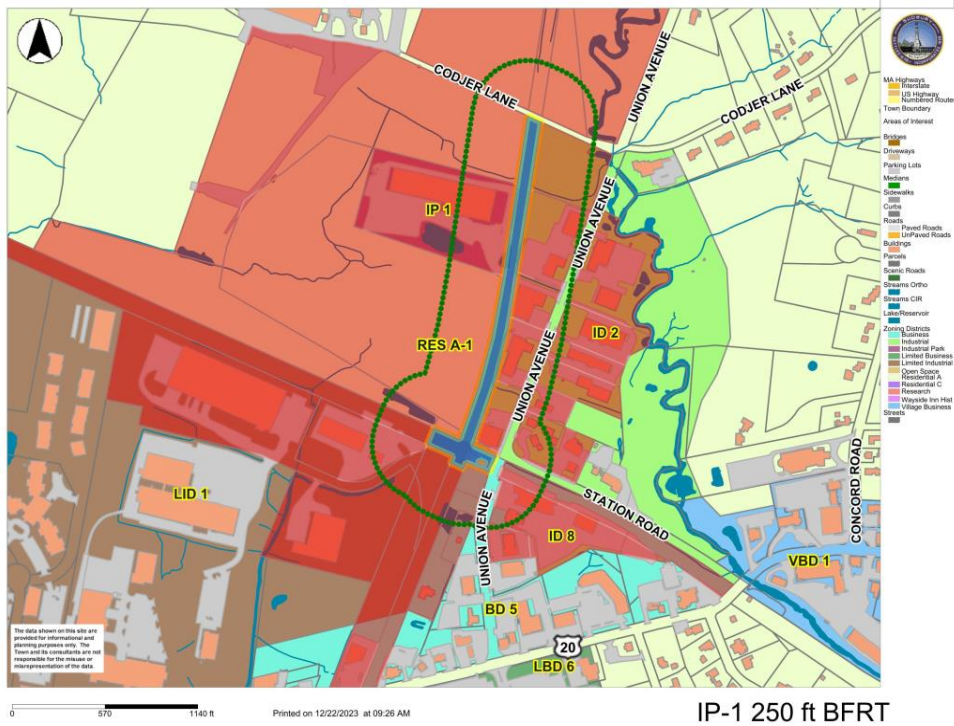 CODJER LANE
UNION AVENUE
CODJER LANE
IP 1
UNION AVENUE
ID 2
RES A-1
UNION AVENUE
CONCORD ROAD
LID 1
STATION ROAD
UNION AVENUE
ID 8
VBD 1
BD 5
20
LBD 6
The data shown on this site are
provided for informational and
planning purposes only. The
Town and its consultants are not
responsible for the misuse or
misrepresentation of the data.
MA Highways
Interstate
US Highway
Numbered Route
Town Boundary
Areas of Interest
Bridges
Driveways
Parking Lots
Medians
Sidewalks
Curbs
Roads
Paved Roads
UnPaved Roads
Buildings
Parcels
Scenic Roads
Streams Ortho
Streams CIR
Lake/Reservoir
Zoning Districts
Business
Industrial
Industrial Park
Limited Business
Limited Industrial
Open Space
Residential A
Residential C
Research
Wayside Inn Hist
Village Business
Streets
0 570 1140 ft
Printed on 12/22/2023 at 09:26 AM
IP-1 250 ft BFRT